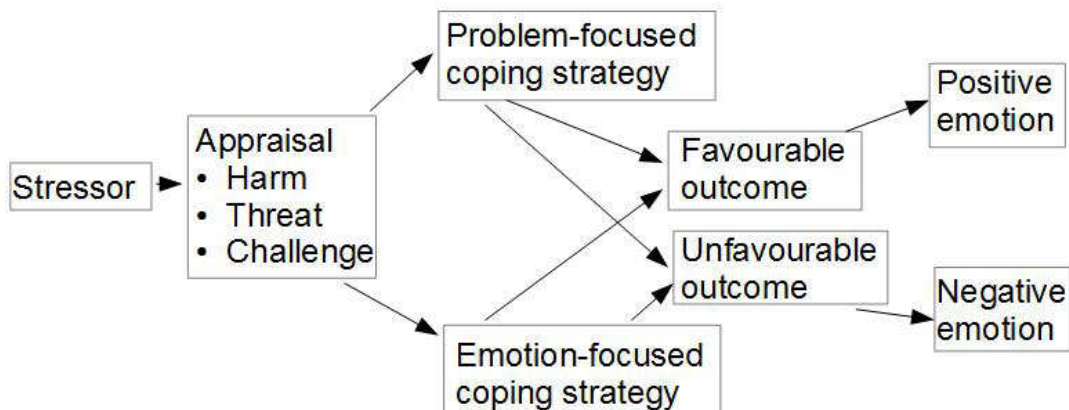 Stressor
Appraisal
• Harm
• Threat
• Challenge
Problem-focused
coping strategy
Emotion-focused
coping strategy
Favourable
outcome
Unfavourable
outcome
Positive
emotion
Negative
emotion